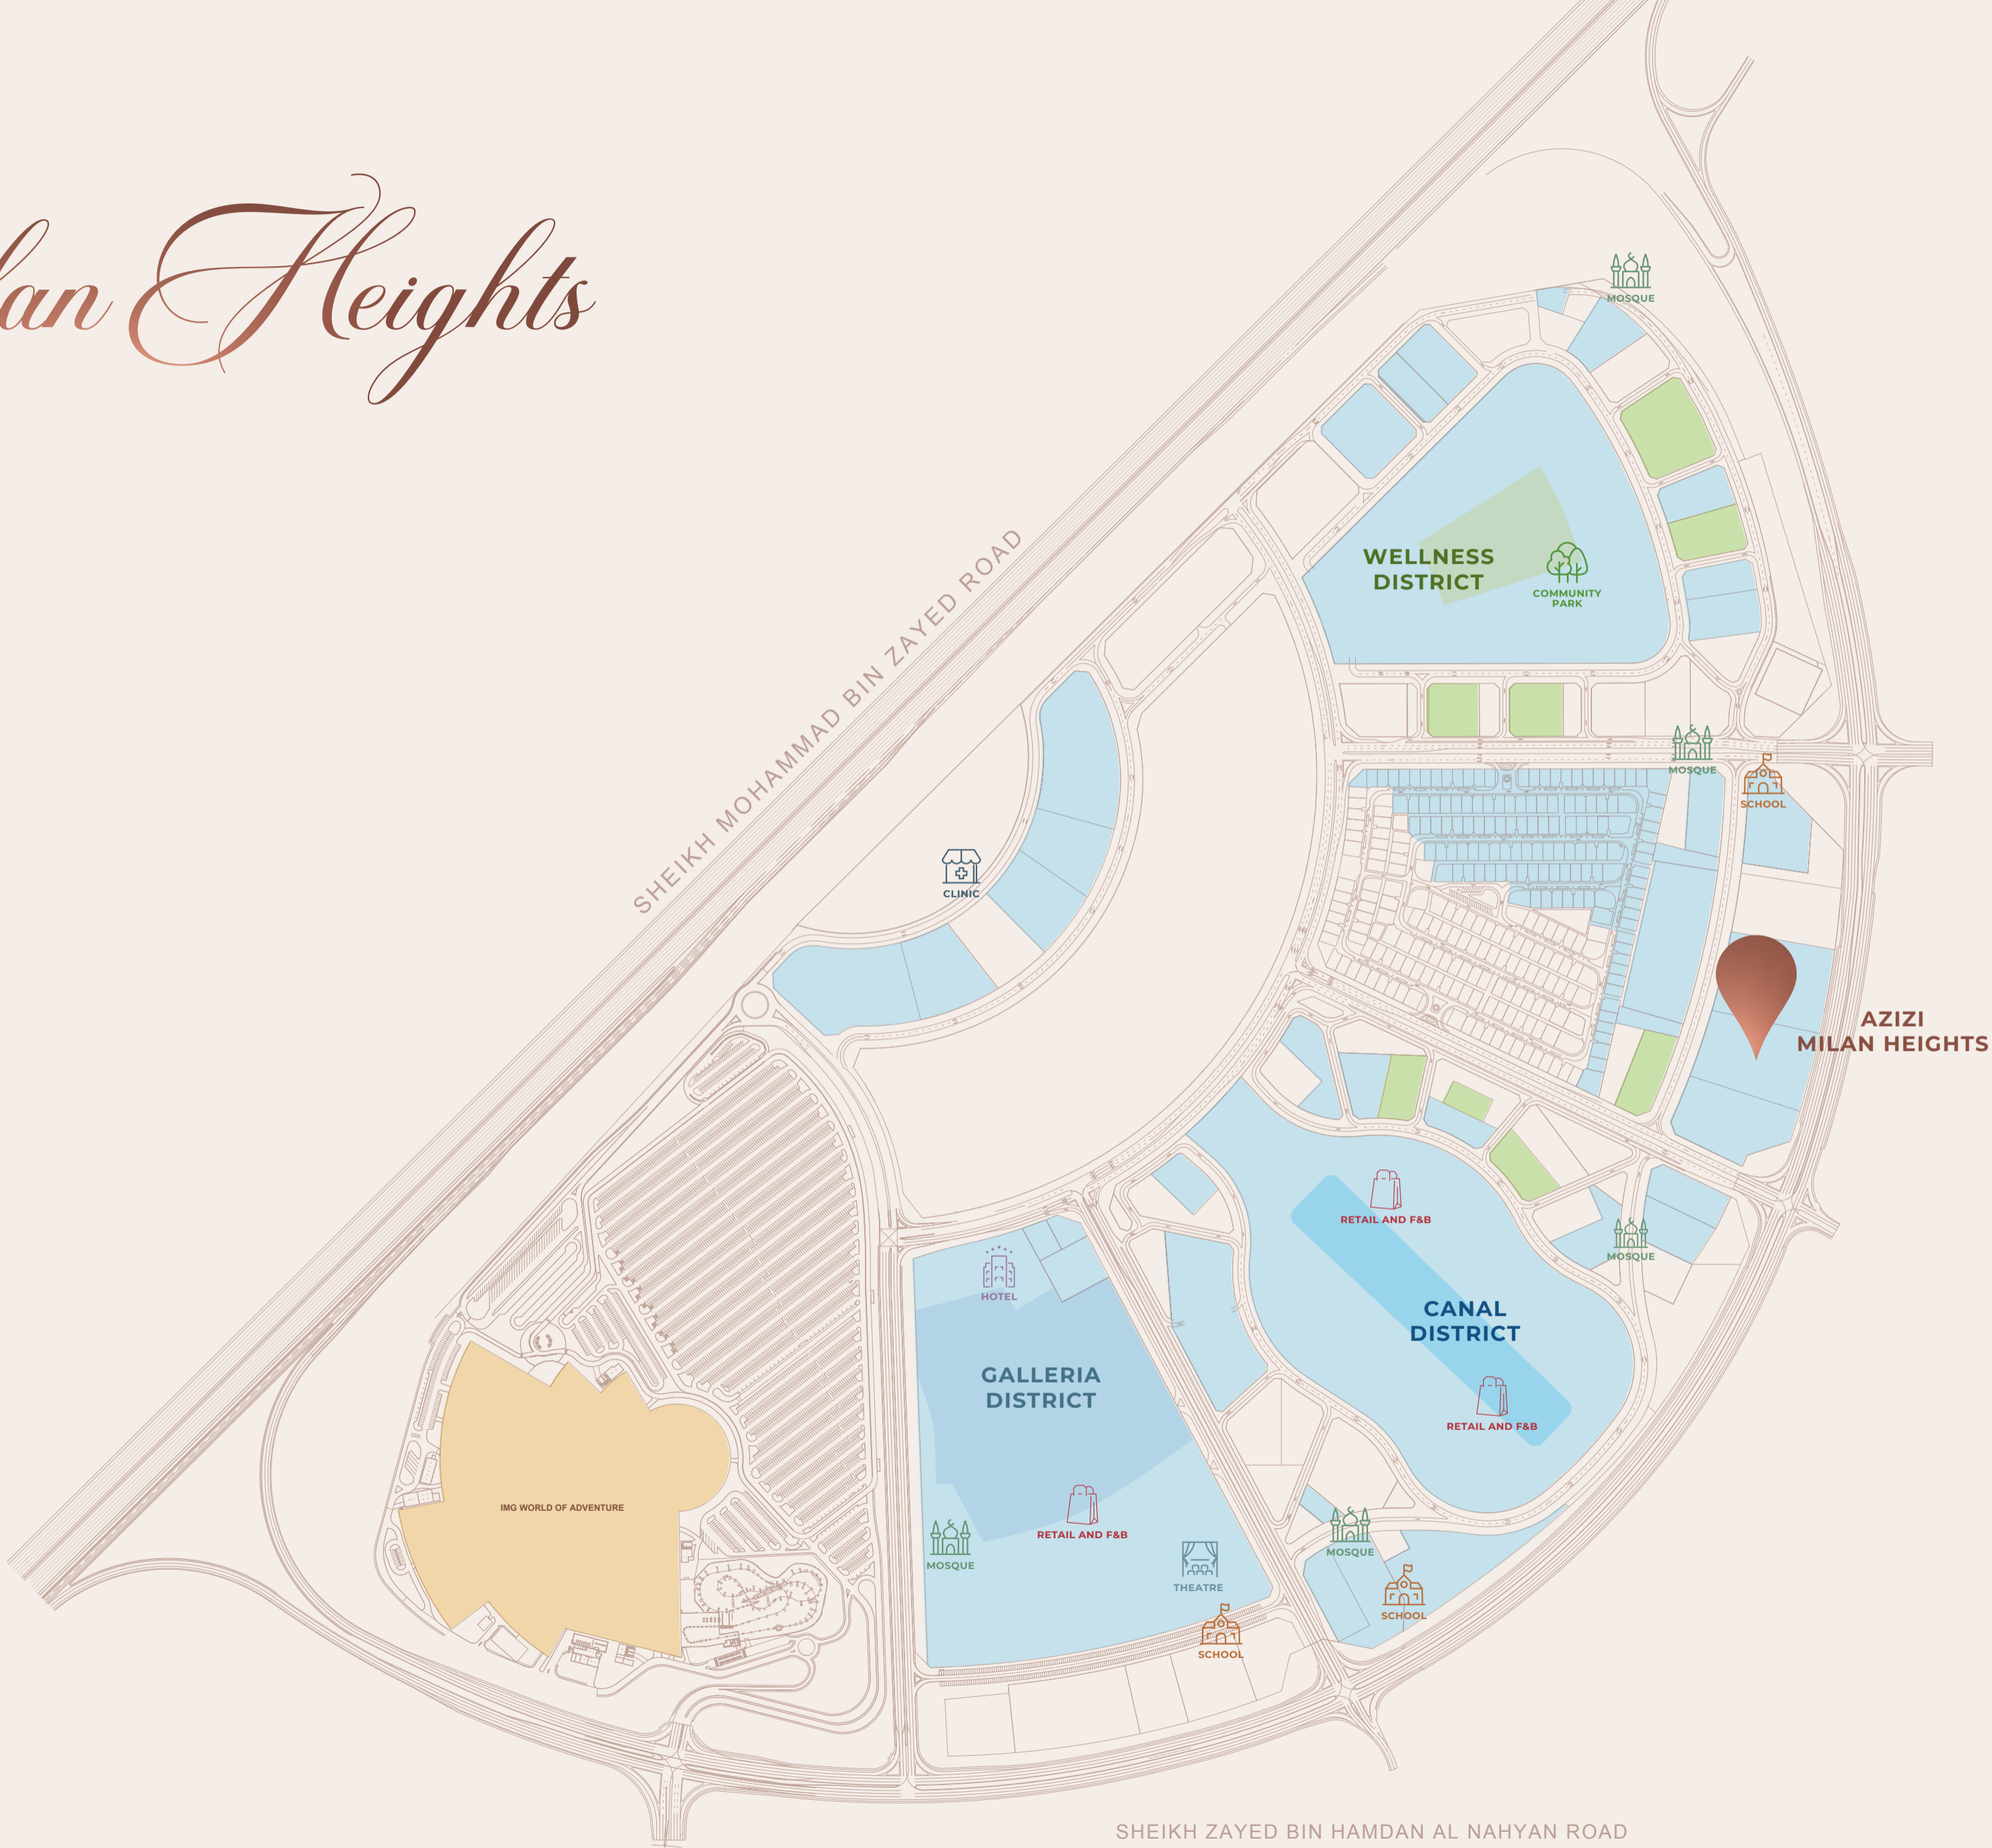 Heights
SHEIKH MOHAMMAD BIN ZAYED ROAD
MOSQUE
WELLNESS
DISTRICT
COMMUNITY
PARK
MOSQUE
SCHOOL
CLINIC
AZIZI
MILAN HEIGHTS
RETAIL AND F&B
MOSQUE
HOTEL
CANAL
DISTRICT
GALLERIA
DISTRICT
RETAIL AND F&B
IMG WORLD OF ADVENTURE
RETAIL AND F&B
MOSQUE
MOSQUE
THEATRE
SCHOOL
SCHOOL
SHEIKH ZAYED BIN HAMDAN AL NAHYAN ROAD